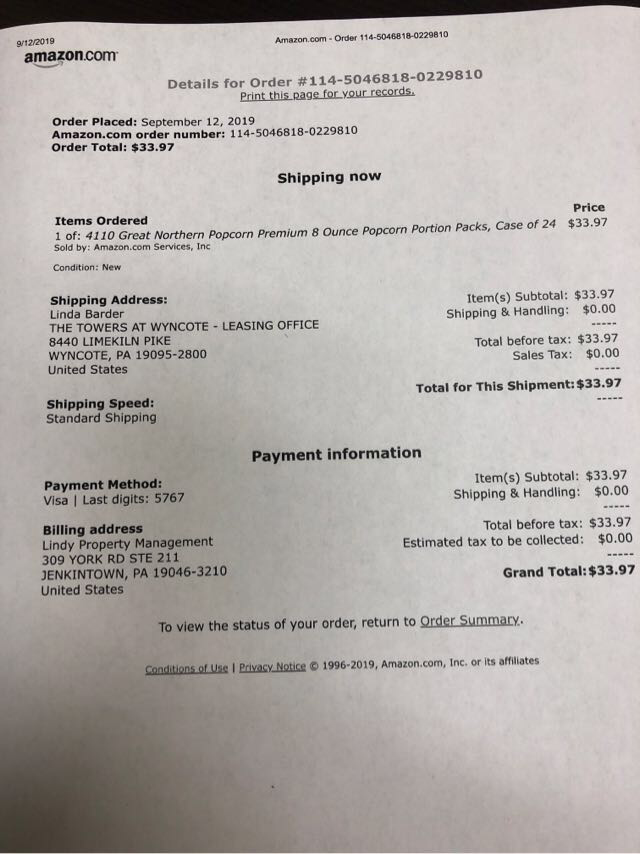 9/12/2019
Amazon.com - Order 114-5046818-0229810
amazon.com
Details for Order #114-5046818-0229810
Print this page for your records.
Order Placed: September 12, 2019
Amazon.com order number: 114-5046818-0229810
Order Total: $33.97
Shipping now
Items Ordered Price
1 of: 4110 Great Northern Popcorn Premium 8 Ounce Popcorn Portion Packs, Case of 24 $33.97
Sold by: Amazon.com Services, Inc
Condition: New
Shipping Address:
Linda Barder
THE TOWERS AT WYNCOTE - LEASING OFFICE
8440 LIMEKILN PIKE
WYNCOTE, PA 19095-2800
United States
Shipping Speed:
Standard Shipping
Item(s) Subtotal: $33.97
Shipping & Handling: $0.00
-----
Total before tax: $33.97
Sales Tax: $0.00
-----
Total for This Shipment: $33.97
-----
Payment information
Payment Method:
Visa | Last digits: 5767
Billing address
Lindy Property Management
309 YORK RD STE 211
JENKINTOWN, PA 19046-3210
United States
Item(s) Subtotal: $33.97
Shipping & Handling: $0.00
-----
Total before tax: $33.97
Estimated tax to be collected: $0.00
-----
Grand Total: $33.97
To view the status of your order, return to Order Summary.
Conditions of Use | Privacy Notice © 1996-2019, Amazon.com, Inc. or its affiliates